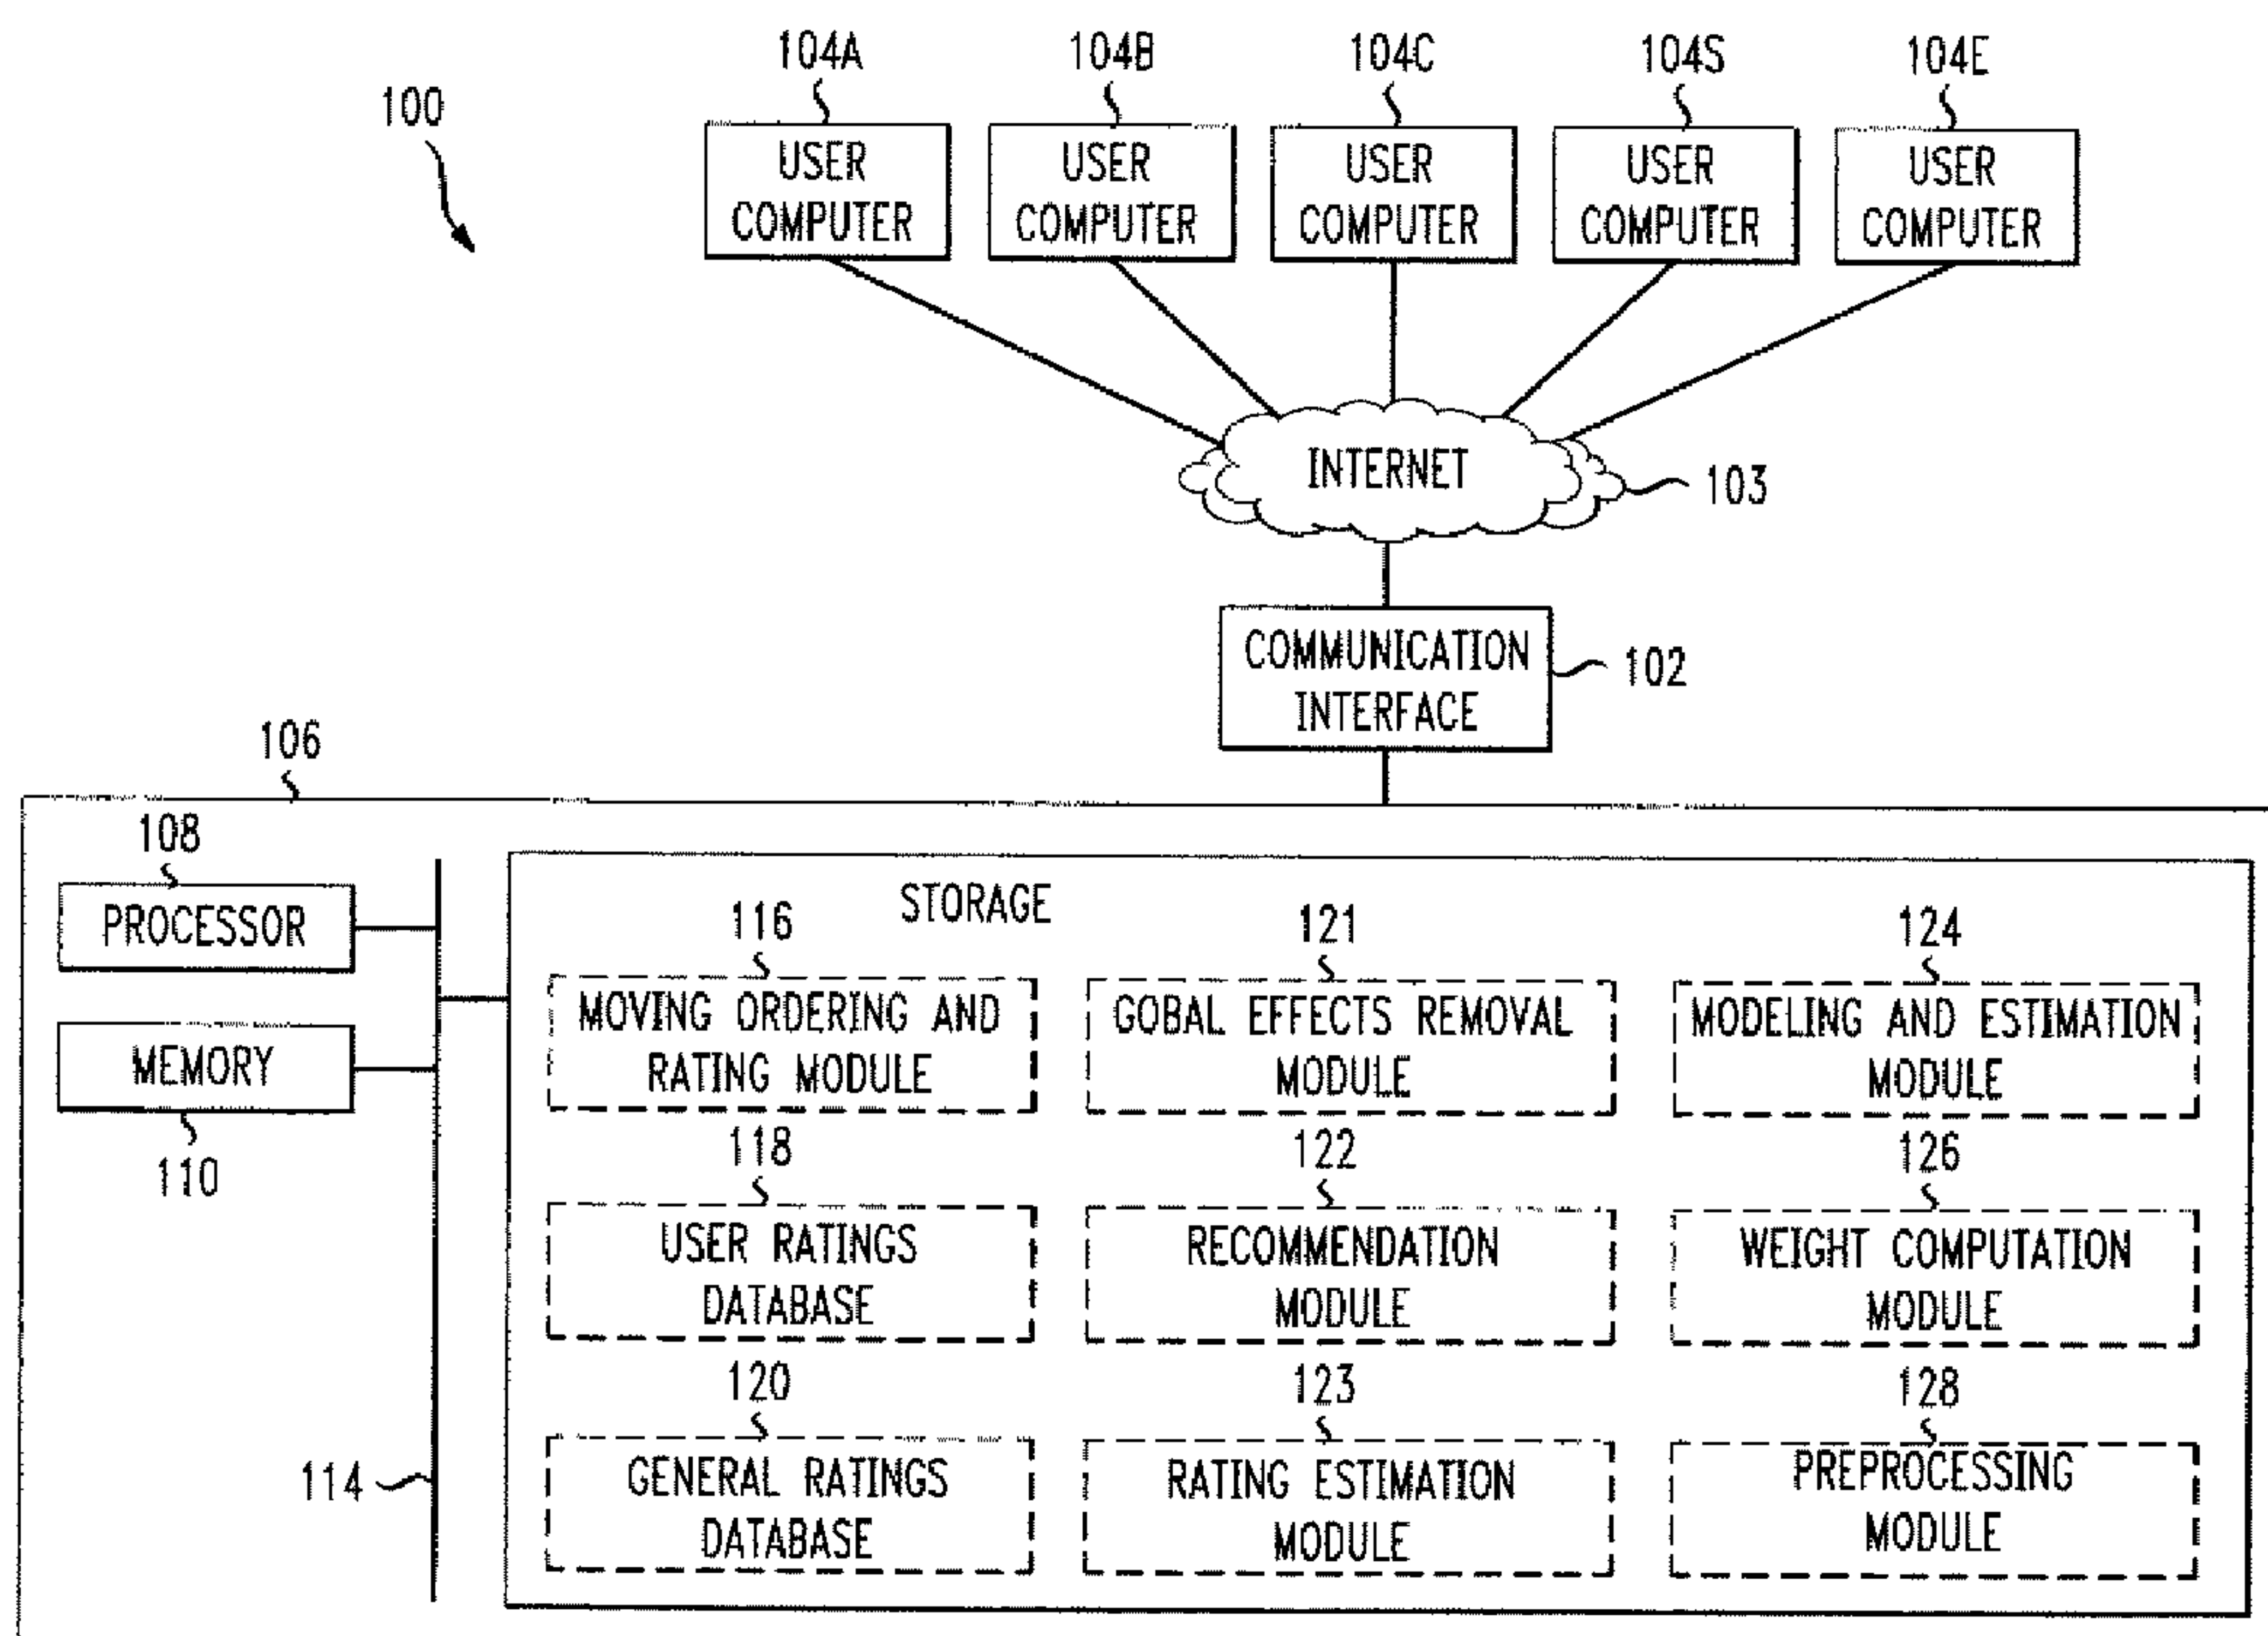 104A
104B
104C
104S
104E
100
USER
COMPUTER
USER
COMPUTER
USER
COMPUTER
USER
COMPUTER
USER
COMPUTER
INTERNET
103
COMMUNICATION
INTERFACE
102
106
108
PROCESSOR
MEMORY
110
114
STORAGE
116
MOVING ORDERING AND
RATING MODULE
121
GOBAL EFFECTS REMOVAL
MODULE
124
MODELING AND ESTIMATION
MODULE
118
USER RATINGS
DATABASE
122
RECOMMENDATION
MODULE
126
WEIGHT COMPUTATION
MODULE
120
GENERAL RATINGS
DATABASE
123
RATING ESTIMATION
MODULE
128
PREPROCESSING
MODULE